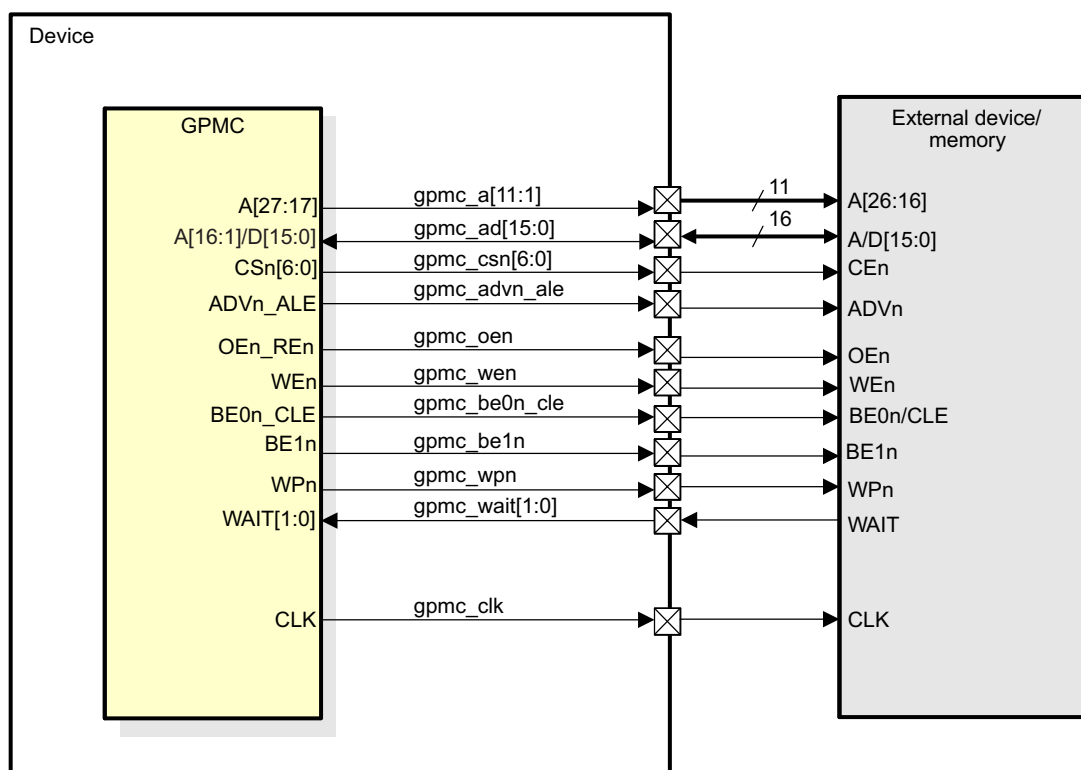 Device
GPMC
External device/
memory
A[27:17]
gpmc_a[11:1]
11
A[26:16]
A[16:1]/D[15:0]
gpmc_ad[15:0]
16
A/D[15:0]
CSn[6:0]
gpmc_csn[6:0]
CEn
ADVn_ALE
gpmc_advn_ale
ADVn
OEn_REn
gpmc_oen
OEn
WEn
gpmc_wen
WEn
BE0n_CLE
gpmc_be0n_cle
BE0n/CLE
BE1n
gpmc_be1n
BE1n
WPn
gpmc_wpn
WPn
WAIT[1:0]
gpmc_wait[1:0]
WAIT
CLK
gpmc_clk
CLK